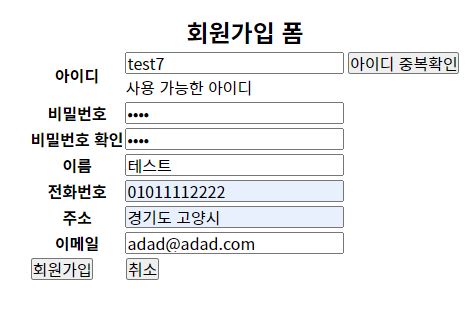 회원가입 폼
아이디 test7 아이디 중복확인
사용 가능한 아이디
비밀번호 ••••
비밀번호 확인 ••••
이름 테스트
전화번호 01011112222
주소 경기도 고양시
이메일 adad@adad.com
회원가입 취소